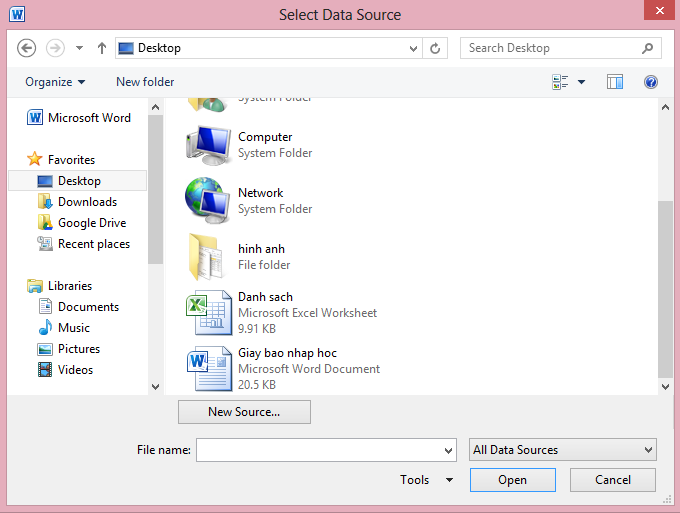 Select Data Source
Desktop
Search Desktop
Organize
New folder
Microsoft Word
Favorites
Desktop
Downloads
Google Drive
Recent places
Libraries
Documents
Music
Pictures
Videos
System Folder
Computer
System Folder
Network
System Folder
hinh anh
File folder
Danh sach
Microsoft Excel Worksheet
9.91 KB
Giay bao nhap hoc
Microsoft Word Document
20.5 KB
New Source...
File name:
All Data Sources
Tools
Open
Cancel